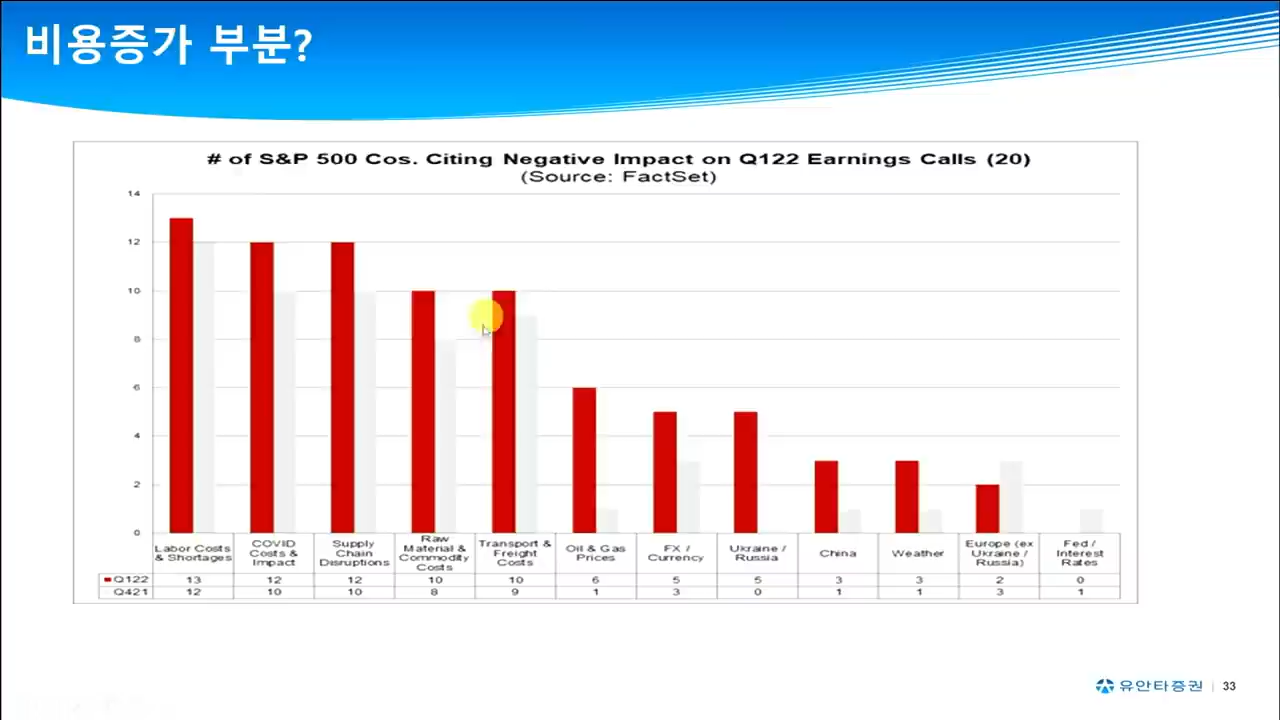 비용증가 부분?
# of S&P 500 Cos. Citing Negative Impact on Q122 Earnings Calls (20)
(Source: FactSet)
14
12
10
8
6
4
2
0
Labor Costs & Shortages
COVID Costs & Impact
Supply Chain Disruptions
Raw Material & Commodity Costs
Transport & Freight Costs
Oil & Gas Prices
FX / Currency
Ukraine / Russia
China
Weather
Europe (ex Ukraine / Russia)
Fed / Interest Rates
Q122 13 12 12 10 10 6 5 5 3 3 2 0
Q421 12 10 10 8 9 1 3 0 1 1 3 1
유안타증권 33